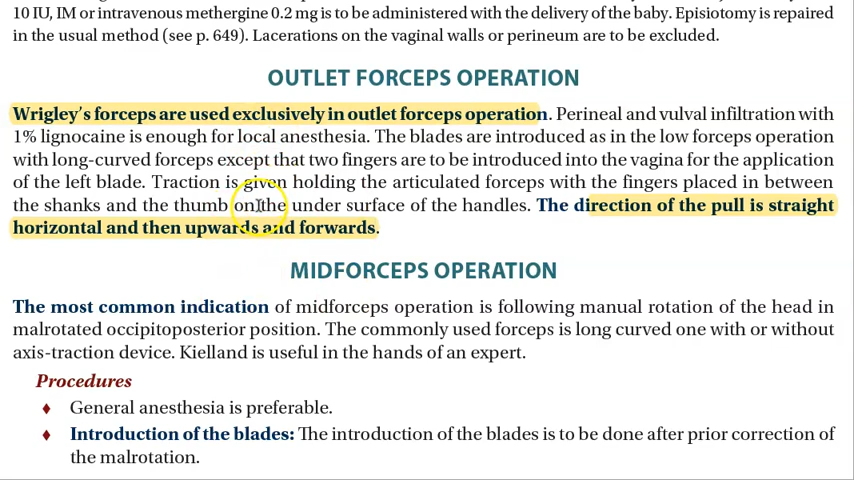 10 IU, IM or intravenous methergine 0.2 mg is to be administered with the delivery of the baby. Episiotomy is repaired
in the usual method (see p. 649). Lacerations on the vaginal walls or perineum are to be excluded.
OUTLET FORCEPS OPERATION
Wrigley's forceps are used exclusively in outlet forceps operation. Perineal and vulval infiltration with
1% lignocaine is enough for local anesthesia. The blades are introduced as in the low forceps operation
with long-curved forceps except that two fingers are to be introduced into the vagina for the application
of the left blade. Traction is given holding the articulated forceps with the fingers placed in between
the shanks and the thumb on the under surface of the handles. The direction of the pull is straight
horizontal and then upwards and forwards.
MIDFORCEPS OPERATION
The most common indication of midforceps operation is following manual rotation of the head in
malrotated occipitoposterior position. The commonly used forceps is long curved one with or without
axis-traction device. Kielland is useful in the hands of an expert.
Procedures
♦ General anesthesia is preferable.
♦ Introduction of the blades: The introduction of the blades is to be done after prior correction of
the malrotation.